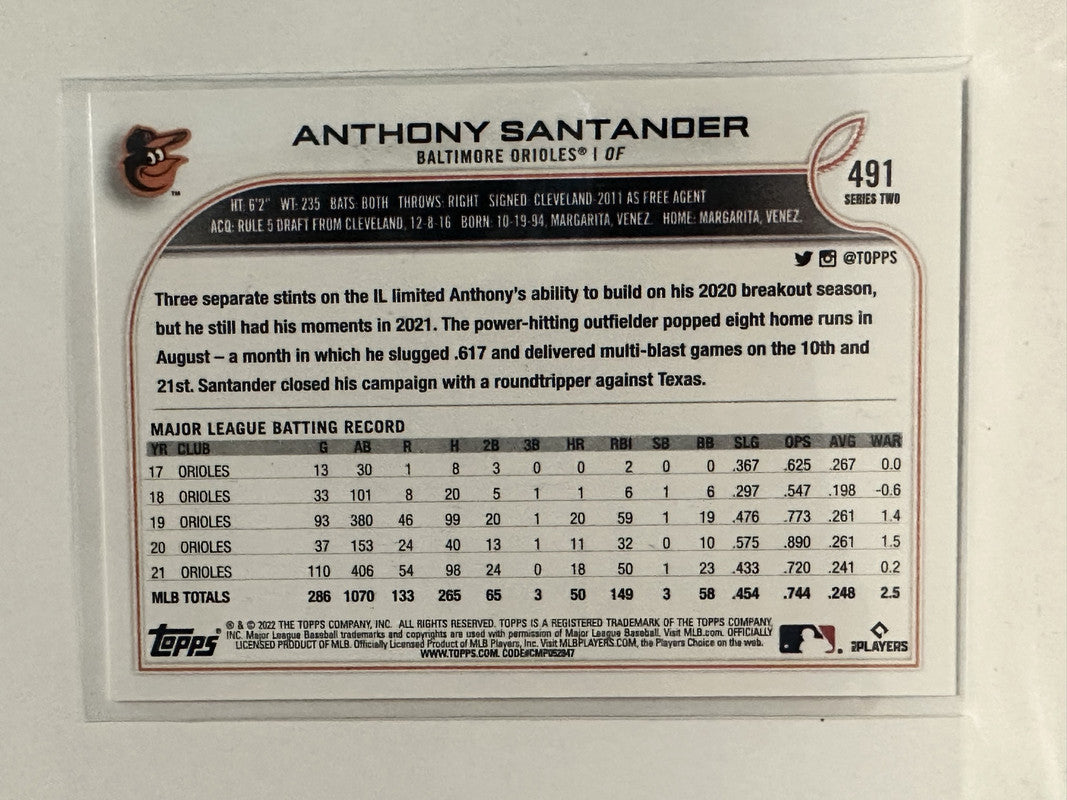 ANTHONY SANTANDER
BALTIMORE ORIOLES® | OF
491
SERIES TWO
HT: 6'2" WT: 235 BATS: BOTH THROWS: RIGHT SIGNED: CLEVELAND-2011 AS FREE AGENT
ACQ: RULE 5 DRAFT FROM CLEVELAND, 12-8-16 BORN: 10-19-94, MARGARITA, VENEZ. HOME: MARGARITA, VENEZ.
@TOPPS
Three separate stints on the IL limited Anthony's ability to build on his 2020 breakout season,
but he still had his moments in 2021. The power-hitting outfielder popped eight home runs in
August – a month in which he slugged .617 and delivered multi-blast games on the 10th and
21st. Santander closed his campaign with a roundtripper against Texas.
MAJOR LEAGUE BATTING RECORD
YR CLUB G AB R H 2B 3B HR RBI SB BB SLG OPS AVG WAR
17 ORIOLES 13 30 1 8 3 0 0 2 0 0 .367 .625 .267 0.0
18 ORIOLES 33 101 8 20 5 1 1 6 1 6 .297 .547 .198 -0.6
19 ORIOLES 93 380 46 99 20 1 20 59 1 19 .476 .773 .261 1.4
20 ORIOLES 37 153 24 40 13 1 11 32 0 10 .575 .890 .261 1.5
21 ORIOLES 110 406 54 98 24 0 18 50 1 23 .433 .720 .241 0.2
MLB TOTALS 286 1070 133 265 65 3 50 149 3 58 .454 .744 .248 2.5
Topps®
® & © 2022 THE TOPPS COMPANY, INC. ALL RIGHTS RESERVED. TOPPS IS A REGISTERED TRADEMARK OF THE TOPPS COMPANY,
INC. Major League Baseball trademarks and copyrights are used with permission of Major League Baseball. Visit MLB.com. OFFICIALLY
LICENSED PRODUCT OF MLB. Officially Licensed Product of MLB Players, Inc. Visit MLBPLAYERS.COM, the Players Choice on the web.
WWW.TOPPS.COM. CODE#CMP052947
PLAYERS